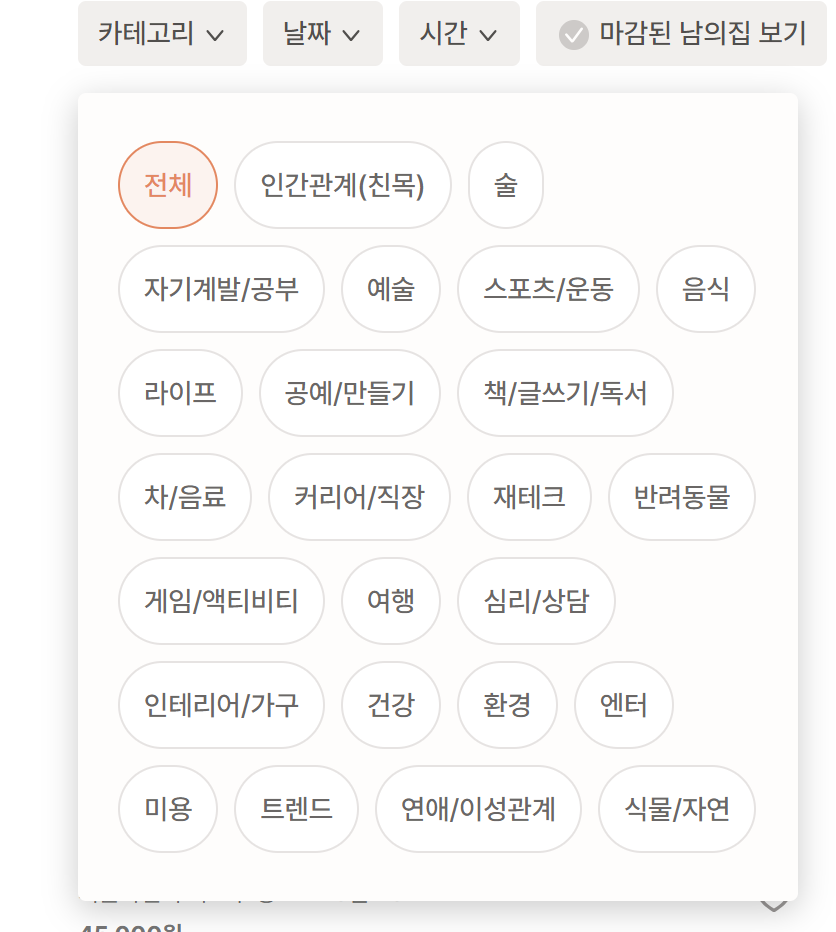 카테고리 날짜 시간 마감된 남의집 보기
전체 인간관계(친목) 술
자기계발/공부 예술 스포츠/운동 음식
라이프 공예/만들기 책/글쓰기/독서
차/음료 커리어/직장 재테크 반려동물
게임/액티비티 여행 심리/상담
인테리어/가구 건강 환경 엔터
미용 트렌드 연애/이성관계 식물/자연